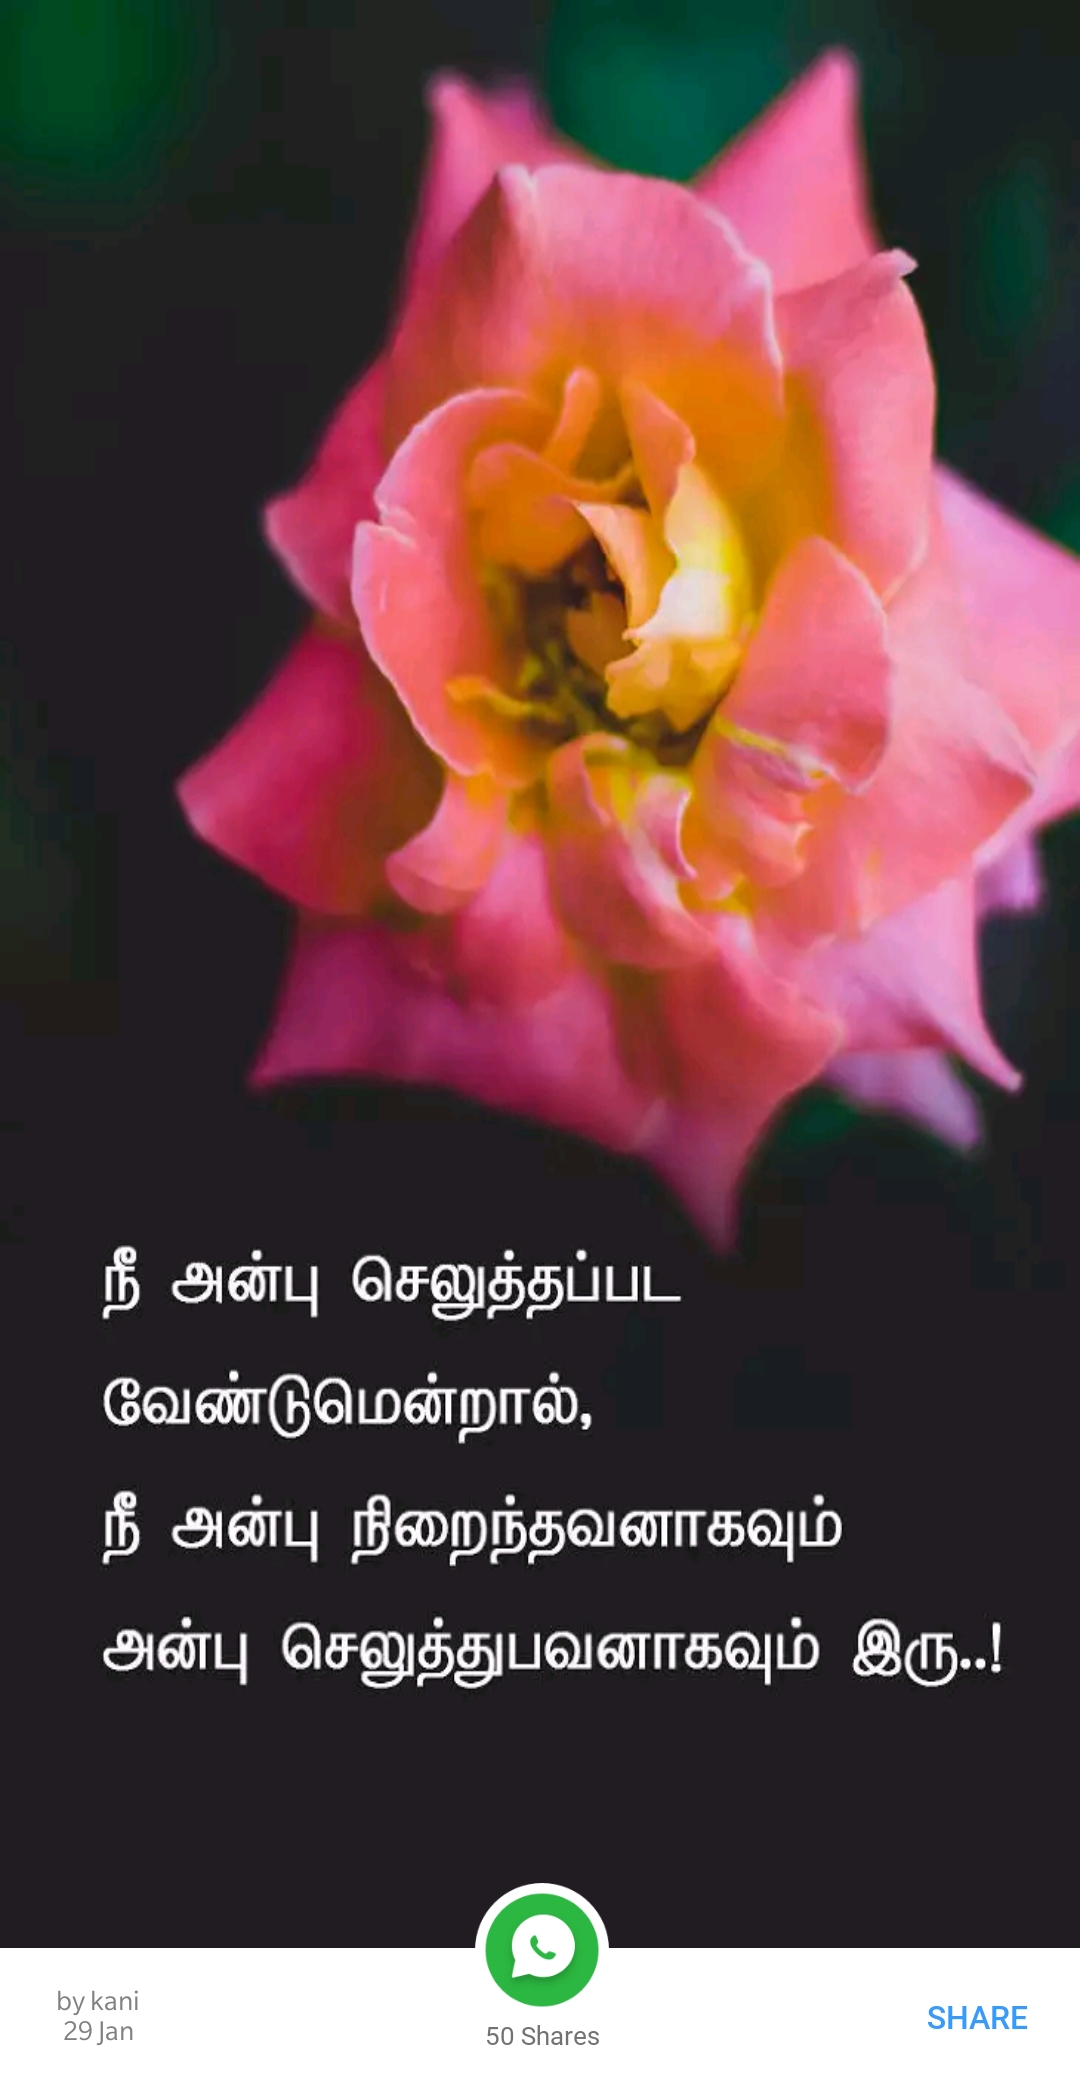 நீ அன்பு செலுத்தப்பட
வேண்டுமென்றால்,
நீ அன்பு நிறைந்தவனாகவும்
அன்பு செலுத்துபவனாகவும் இரு..!
by kani
29 Jan
50 Shares
SHARE